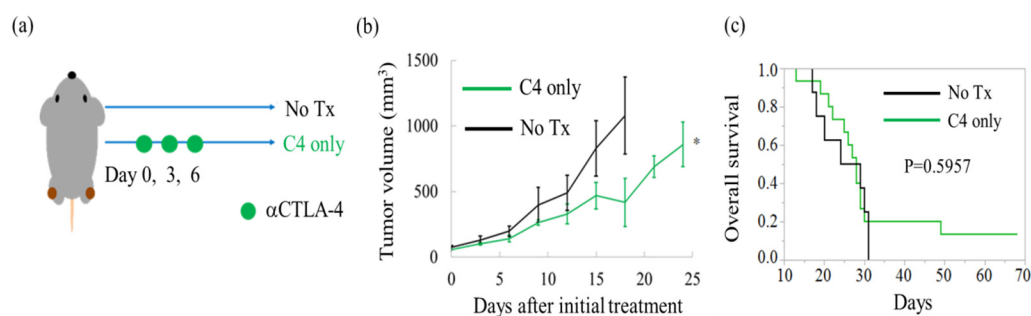 (a)
No Tx
C4 only
Day 0, 3, 6
αCTLA-4
(b)
Tumor volume (mm³)
1500
1000
500
0
C4 only
No Tx
*
0 5 10 15 20 25
Days after initial treatment
(c)
Overall survival
1.0
0.8
0.6
0.4
0.2
0.0
No Tx
C4 only
P=0.5957
10 20 30 40 50 60 70
Days